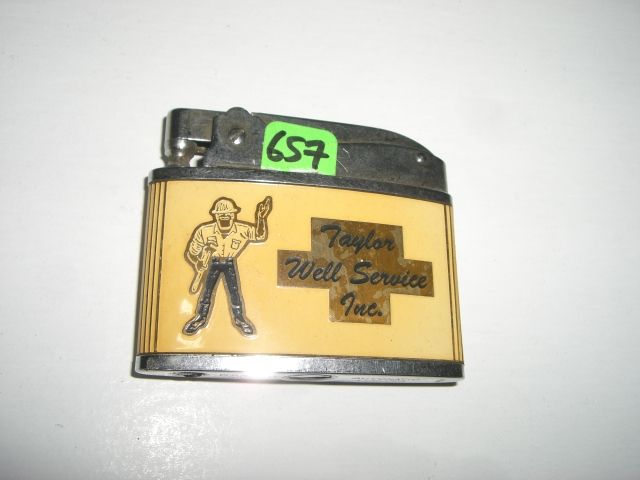 657
Taylor
Well Service
Inc.